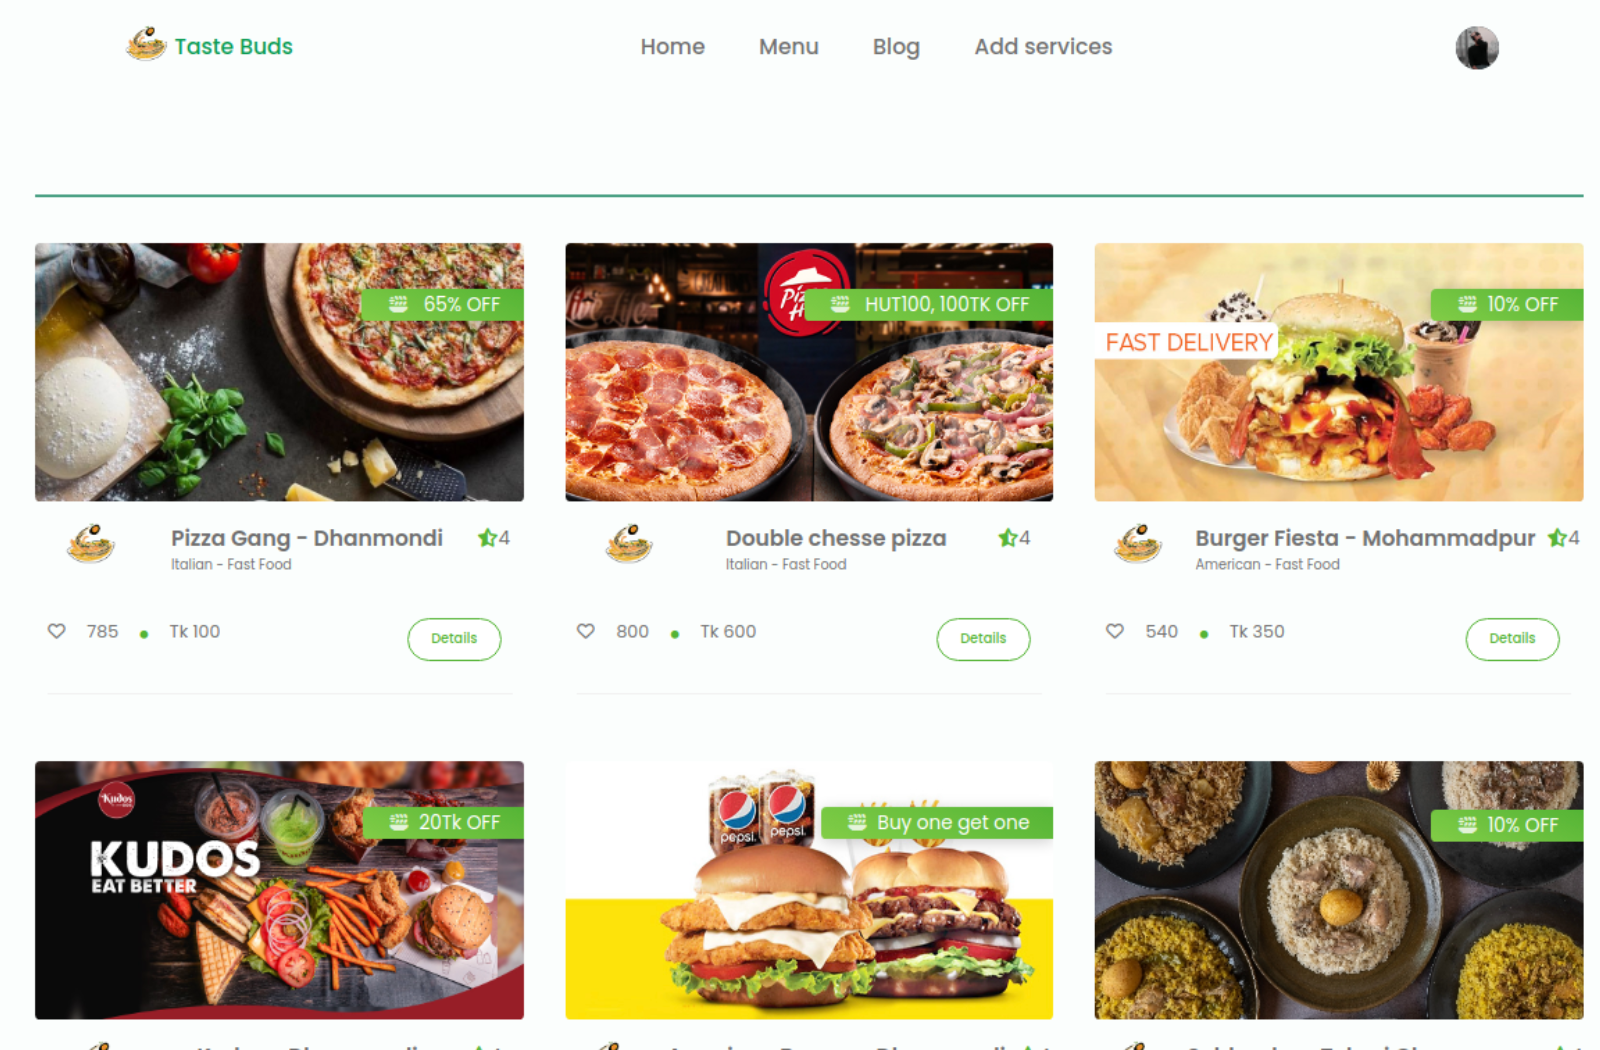 Taste Buds
Home
Menu
Blog
Add services
65% OFF
HUT100, 100TK OFF
10% OFF
FAST DELIVERY
Pizza Gang - Dhanmondi
4
Italian - Fast Food
785
Tk 100
Details
Double chesse pizza
4
Italian - Fast Food
800
Tk 600
Details
Burger Fiesta - Mohammadpur
4
American - Fast Food
540
Tk 350
Details
Kudos
KUDOS
EAT BETTER
20Tk OFF
pepsi
pepsi
Buy one get one
10% OFF